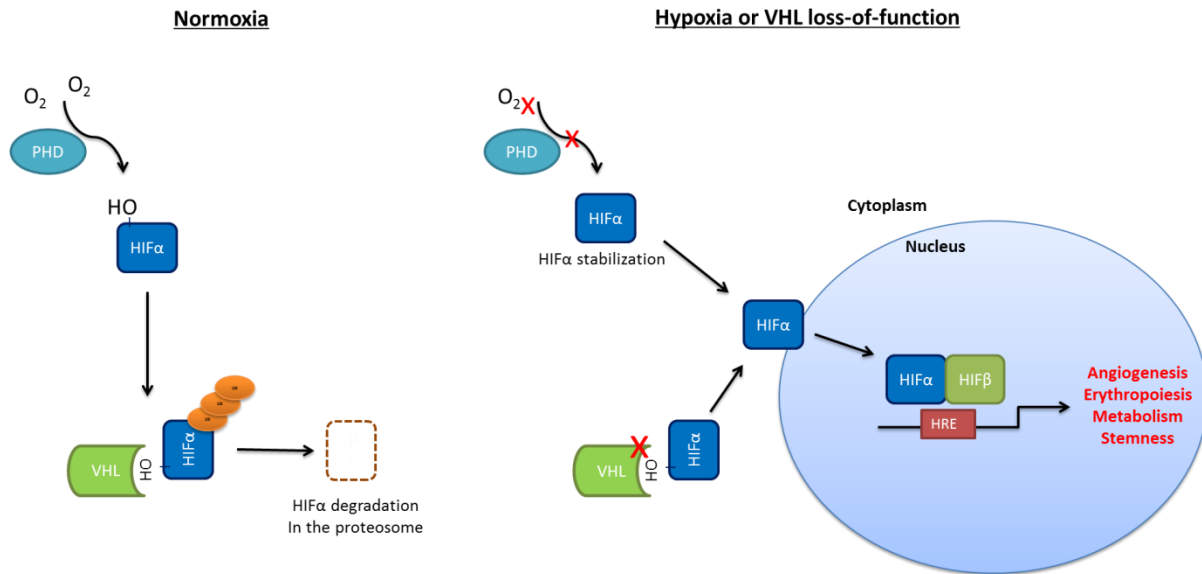 Normoxia
O2 O2
PHD
HO
HIFα
VHL
HO
HIFα
HIFα degradation
In the proteosome
Hypoxia or VHL loss-of-function
O2
X
X
PHD
HIFα
HIFα stabilization
VHL
X
HO
HIFα
HIFα
Cytoplasm
Nucleus
HIFα
HIFβ
HRE
Angiogenesis
Erythropoiesis
Metabolism
Stemness